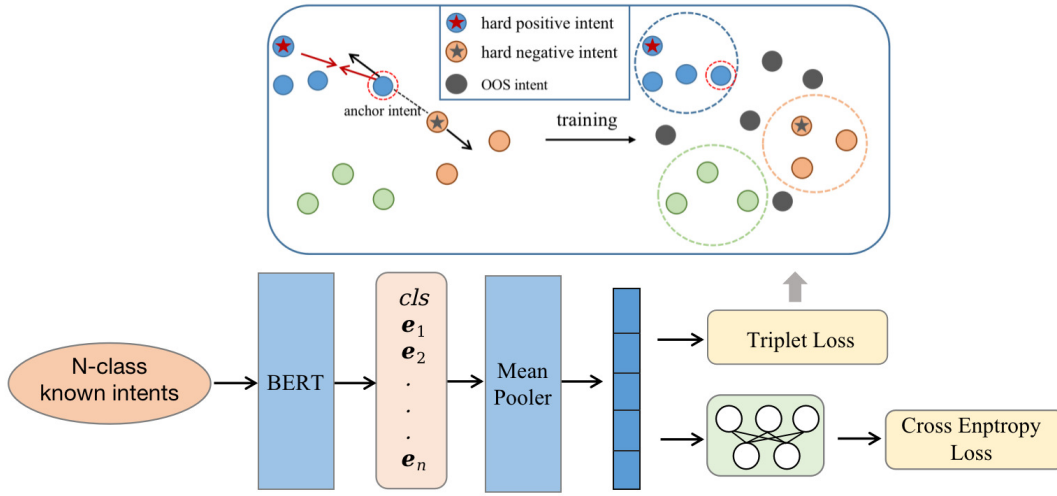 hard positive intent
hard negative intent
OOS intent
anchor intent
training
N-class
known intents
BERT
cls
e1
e2
.
.
.
en
Mean
Pooler
Triplet Loss
Cross Enptropy
Loss